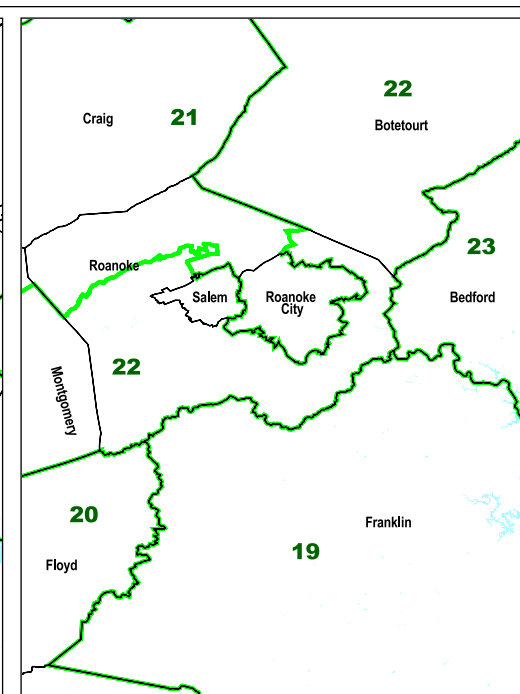 22
Craig
21
Botetourt
23
Roanoke
Salem
Roanoke
City
Bedford
22
Montgomery
20
Franklin
19
Floyd